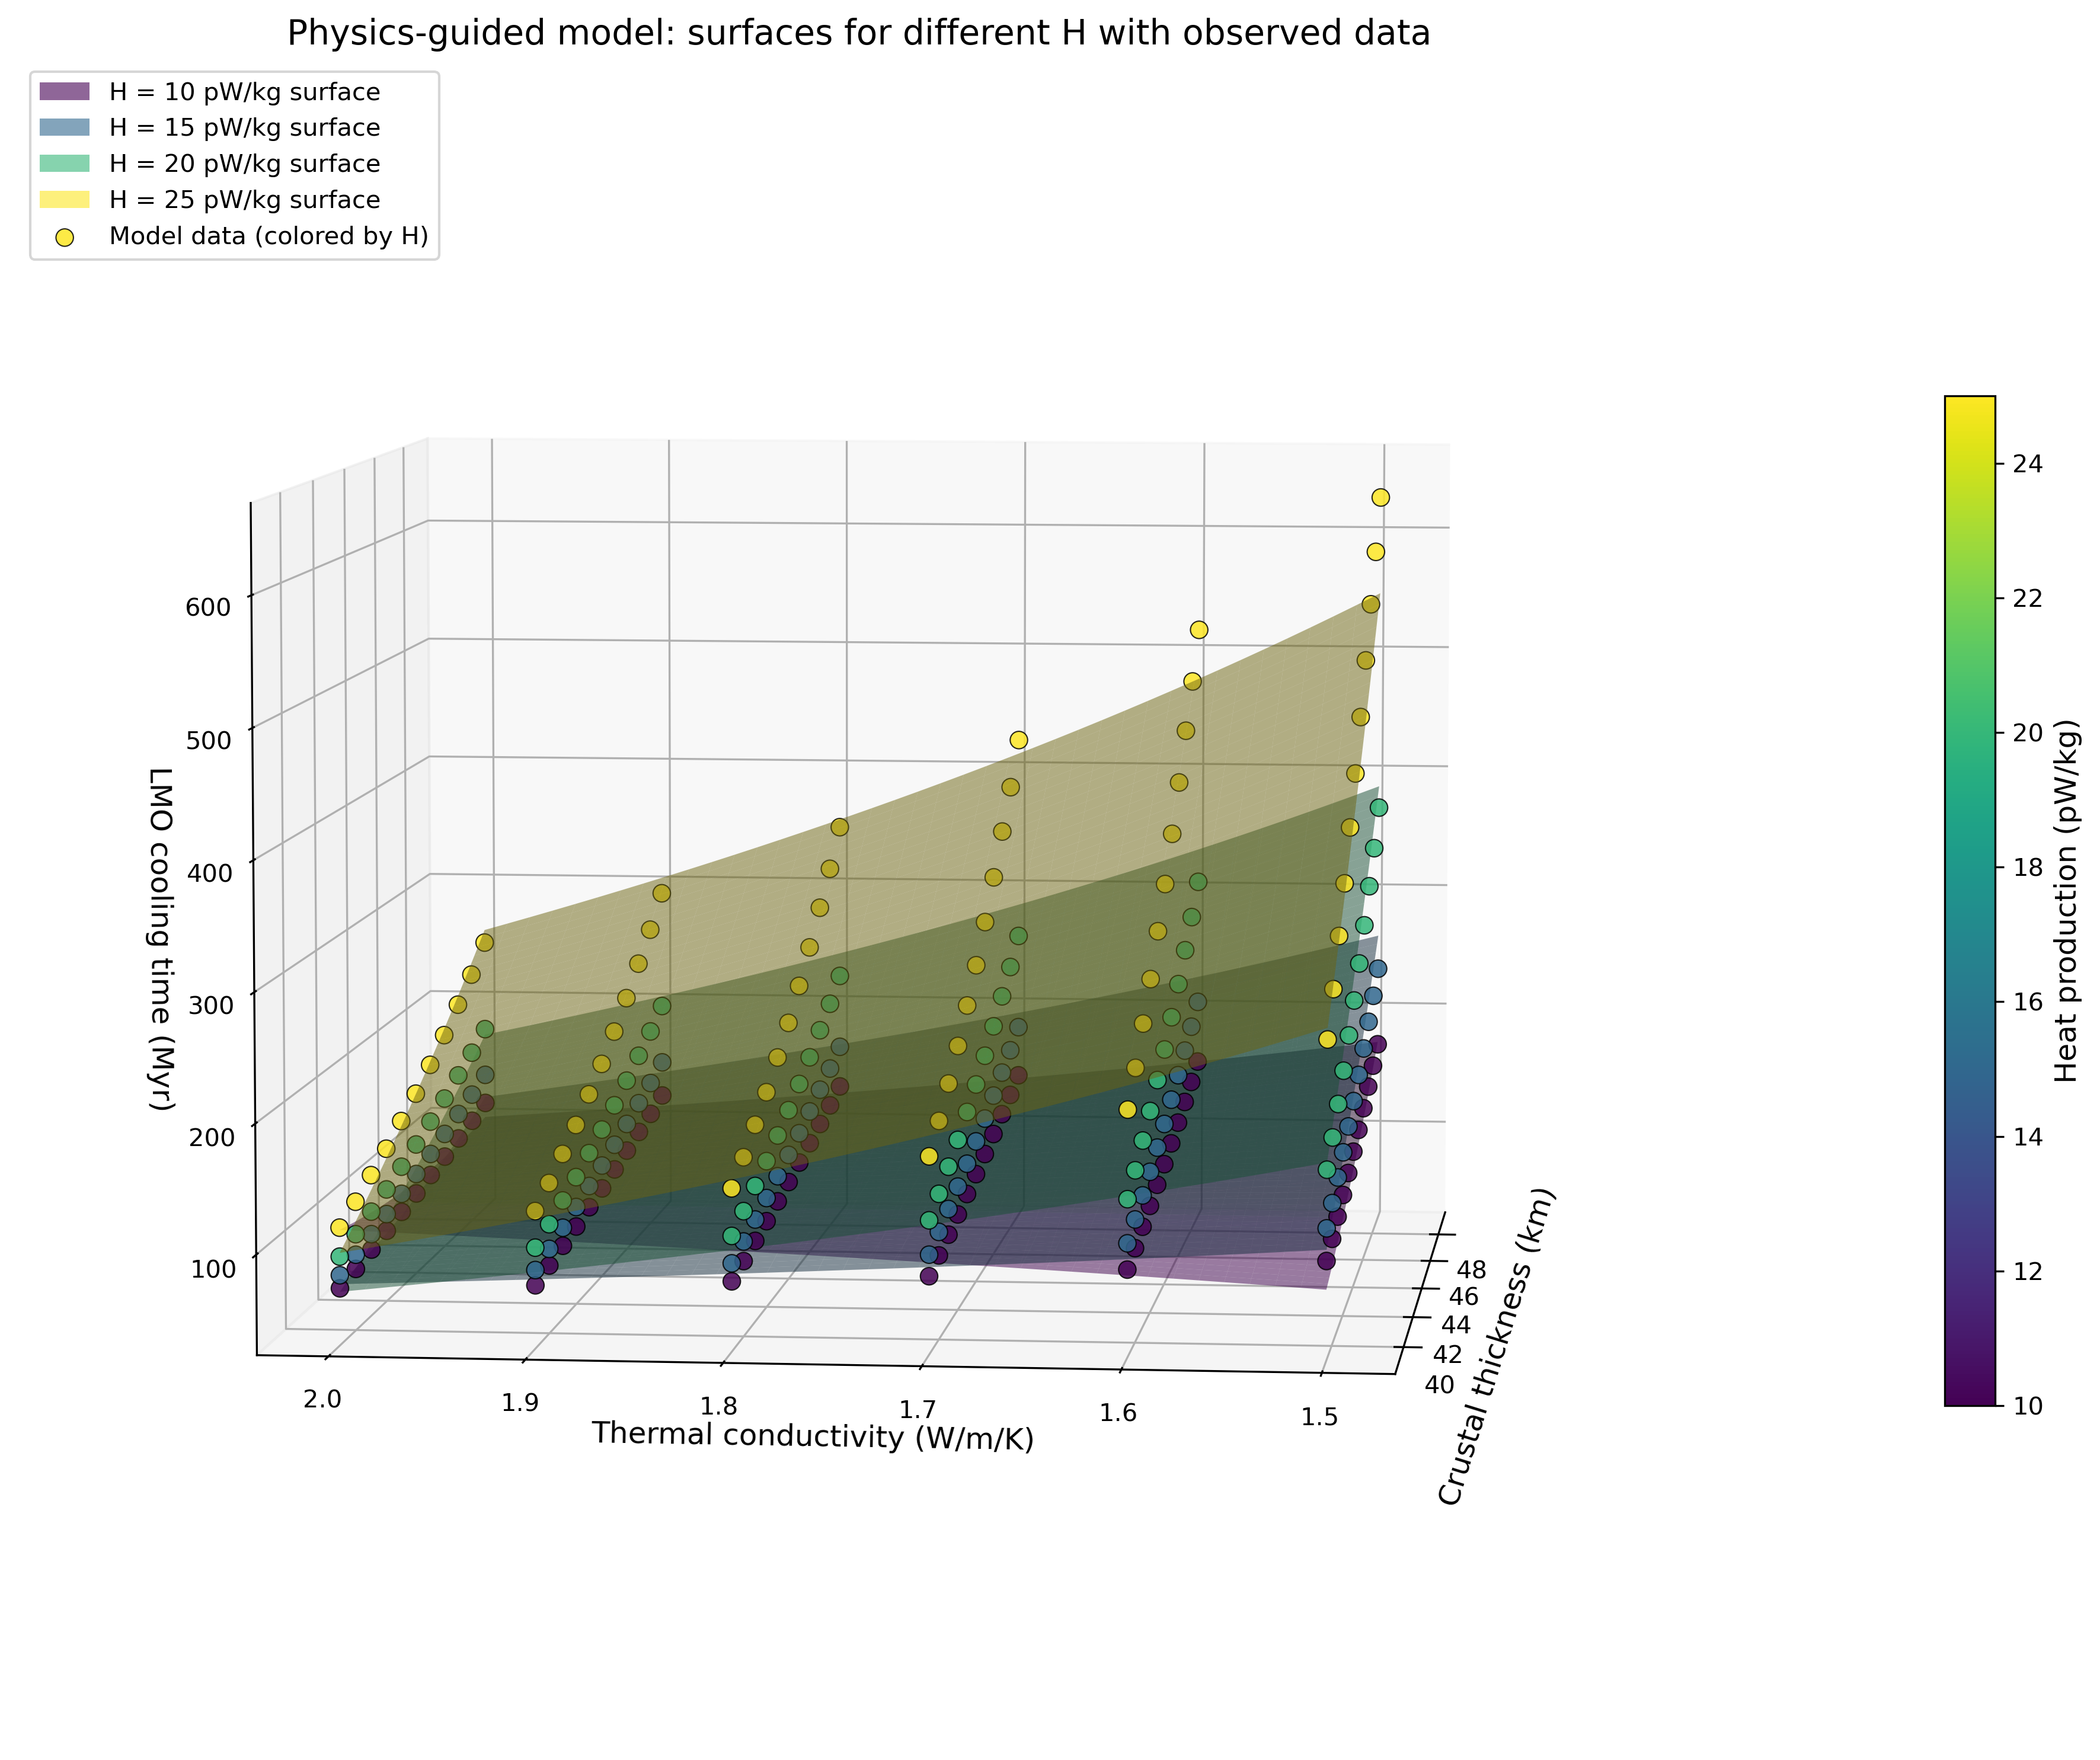 Physics-guided model: surfaces for different H with observed data
H = 10 pW/kg surface
H = 15 pW/kg surface
H = 20 pW/kg surface
H = 25 pW/kg surface
Model data (colored by H)
LMO cooling time (Myr)
600
500
400
300
200
100
2.0
1.9
1.8
1.7
1.6
1.5
Thermal conductivity (W/m/K)
48
46
44
42
40
Crustal thickness (km)
24
22
20
18
16
14
12
10
Heat production (pW/kg)